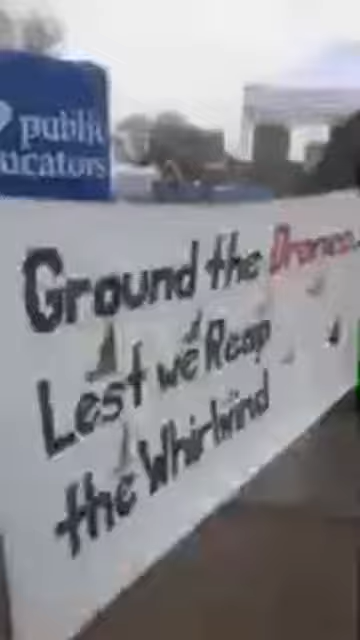 public
ucators
Ground the Drones
Lest we Reap
the Whirlwind